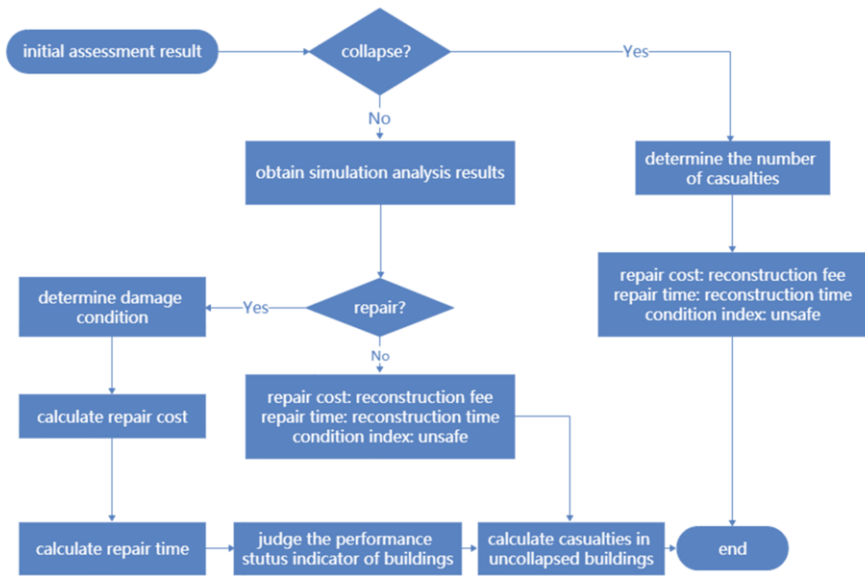 initial assessment result
collapse?
Yes
No
obtain simulation analysis results
determine the number
of casualties
repair cost: reconstruction fee
repair time: reconstruction time
condition index: unsafe
determine damage
condition
Yes
repair?
No
calculate repair cost
repair cost: reconstruction fee
repair time: reconstruction time
condition index: unsafe
calculate repair time
judge the performance
stutus indicator of buildings
calculate casualties in
uncollapsed buildings
end